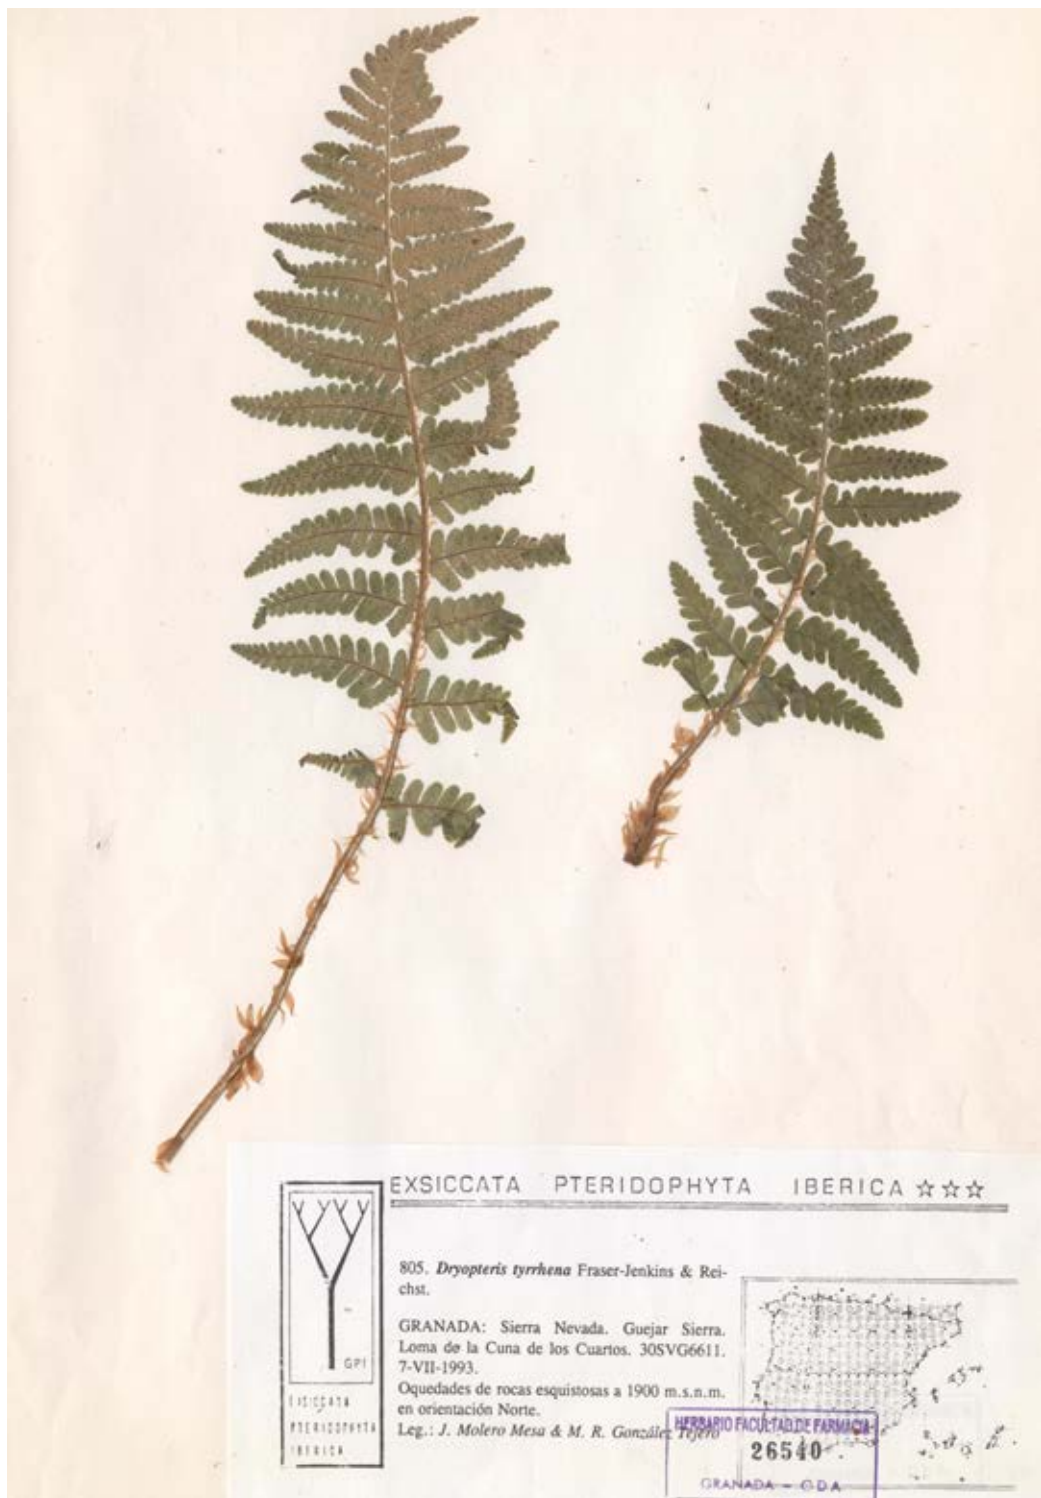 EXSICCATA PTERIDOPHYTA IBERICA ☆☆☆
GPI
EXSICCATA
PTERIDOPHYTA
IBERICA
805. Dryopteris tyrrhena Fraser-Jenkins & Rei-
chst.
GRANADA: Sierra Nevada. Guejar Sierra.
Loma de la Cuna de los Cuartos. 30SVG6611.
7-VII-1993.
Oquedades de rocas esquistosas a 1900 m.s.n.m.
en orientación Norte.
Leg.: J. Molero Mesa & M. R. González Tejero
HERBARIO FACULTAD DE FARMACIA
26540
GRANADA - GDA